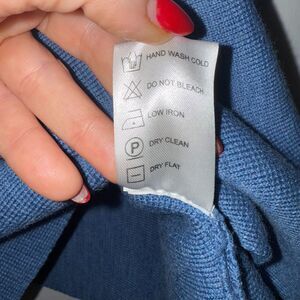 HAND WASH COLD
DO NOT BLEACH
LOW IRON
P DRY CLEAN
DRY FLAT